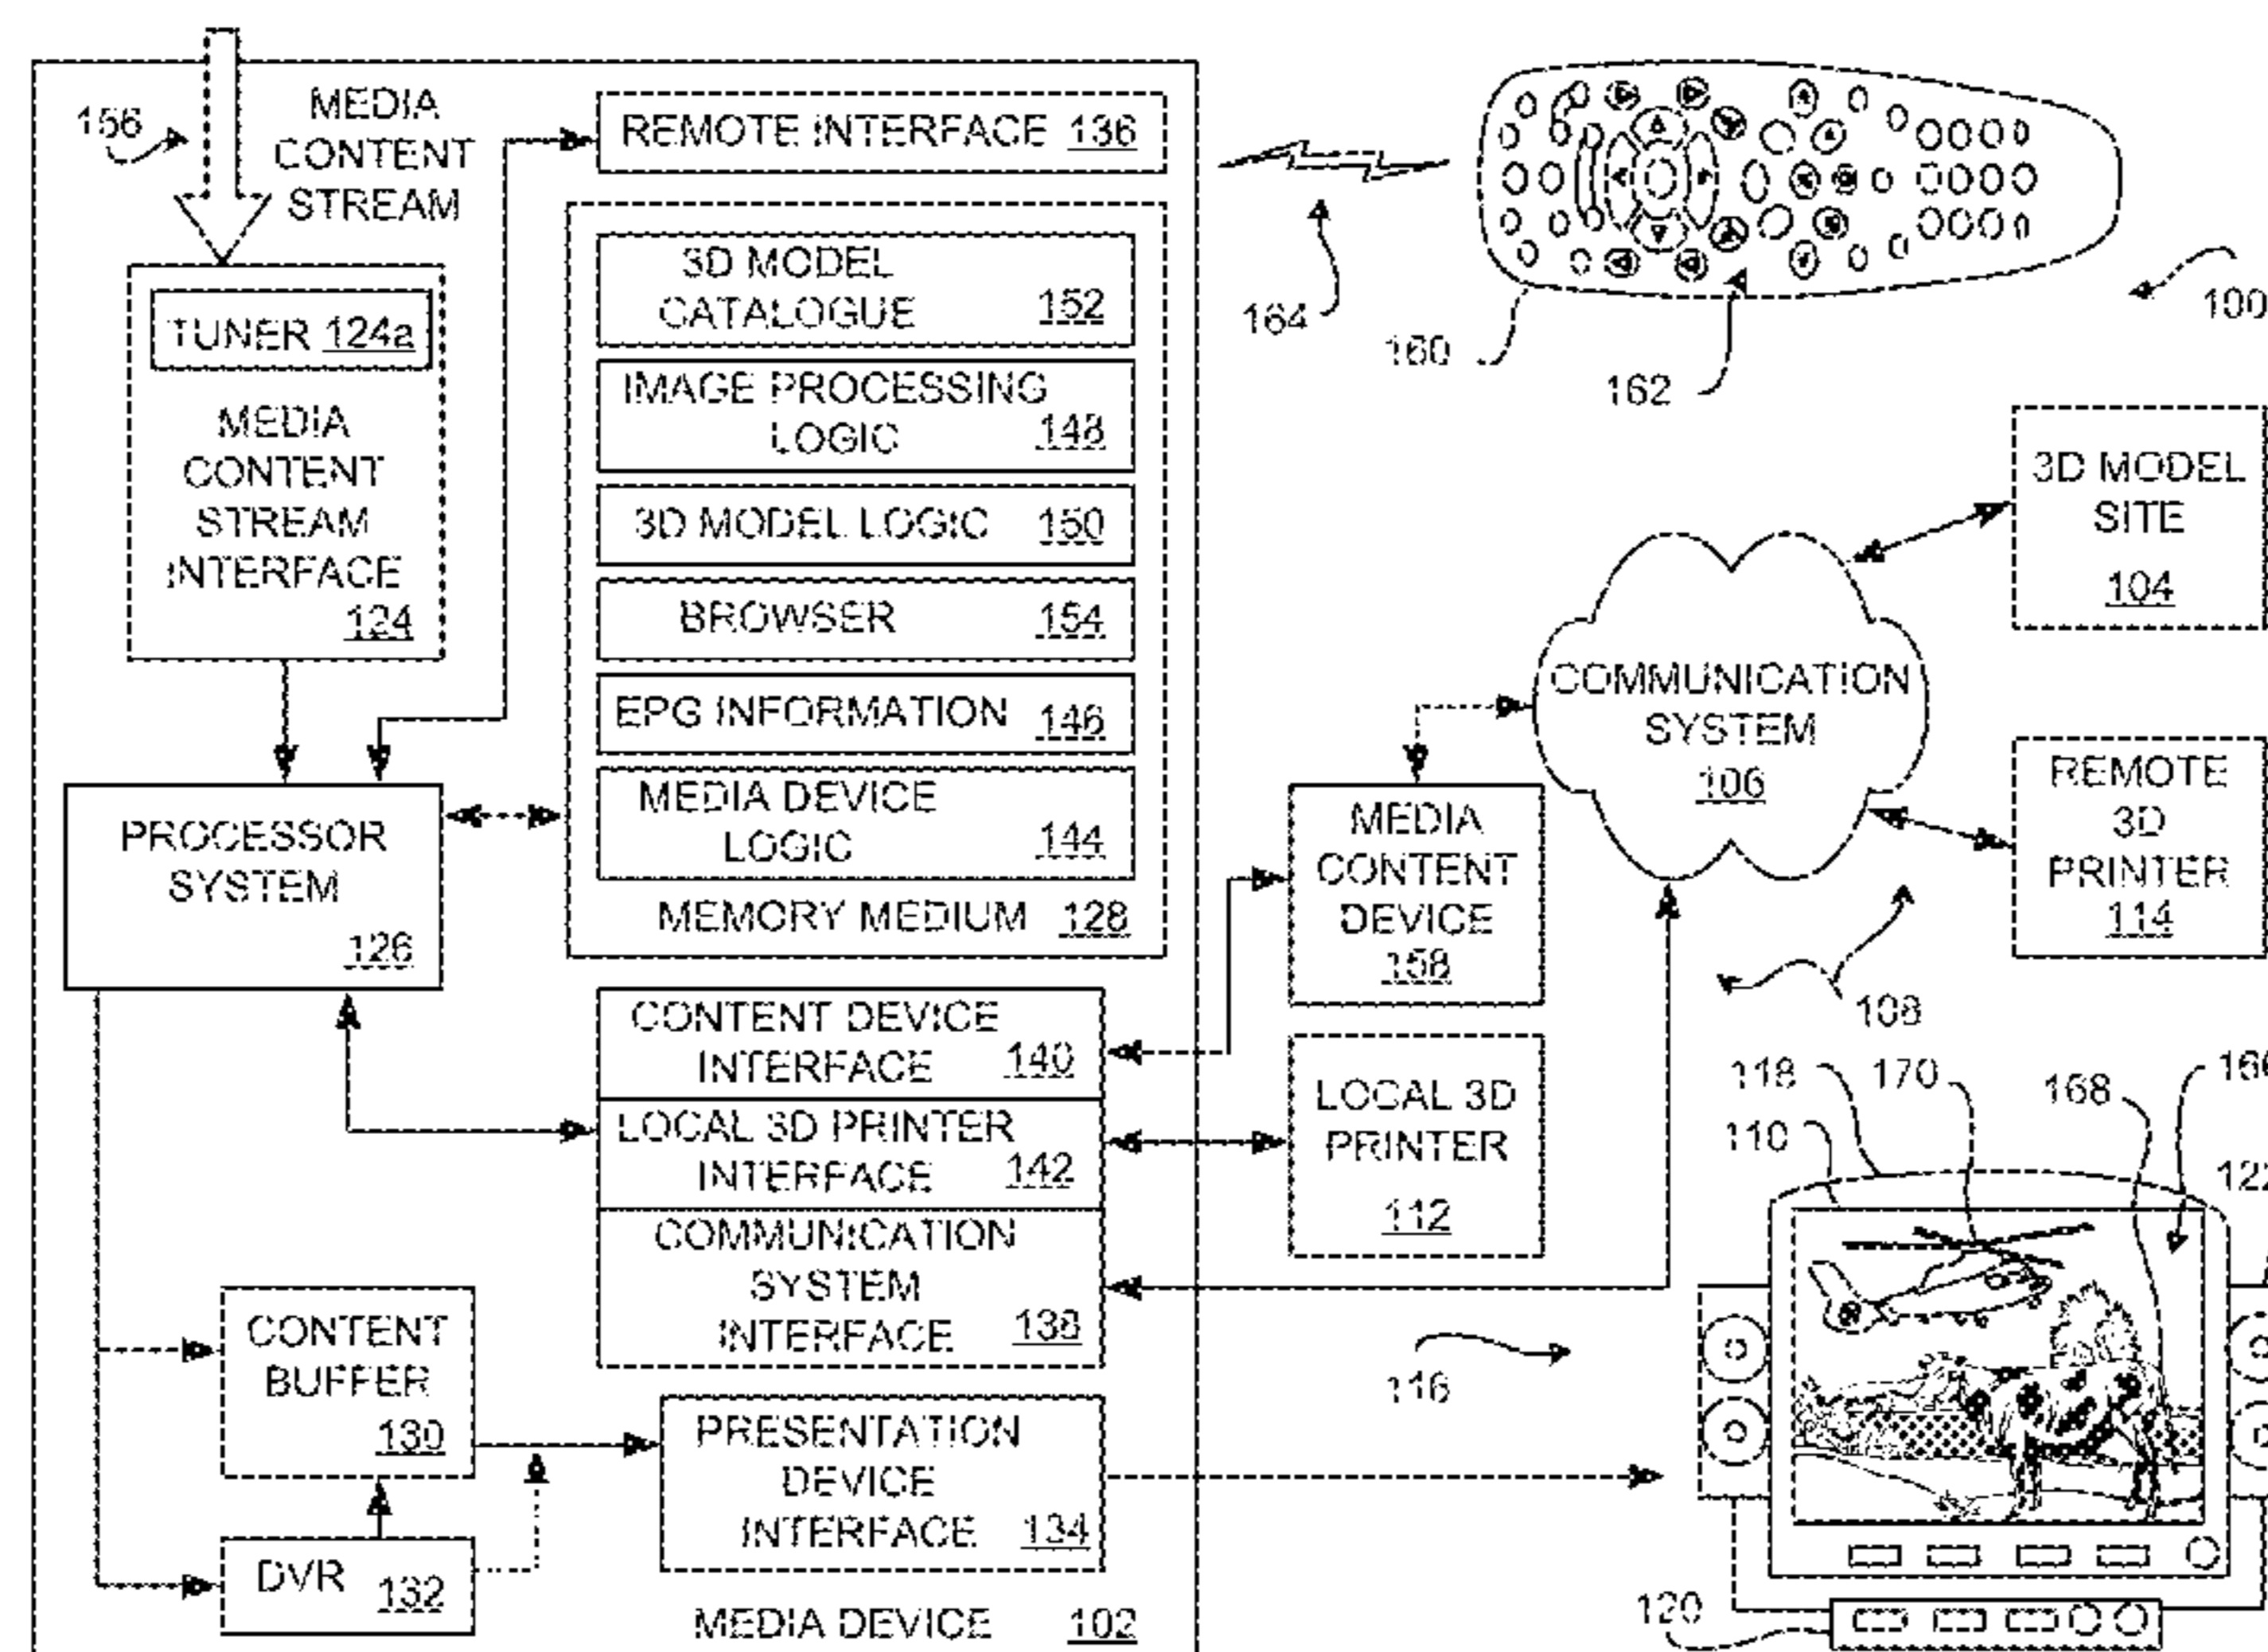 156
MEDIA
CONTENT
STREAM
REMOTE INTERFACE 136
TUNER 124a
MEDIA
CONTENT
STREAM
INTERFACE
124
3D MODEL
CATALOGUE 152
IMAGE PROCESSING
LOGIC 148
3D MODEL LOGIC 150
BROWSER 154
EPG INFORMATION 146
MEDIA DEVICE
LOGIC 144
MEMORY MEDIUM 128
PROCESSOR
SYSTEM
126
CONTENT DEVICE
INTERFACE 140
LOCAL 3D PRINTER
INTERFACE 142
COMMUNICATION
SYSTEM
INTERFACE 138
CONTENT
BUFFER
130
DVR 132
PRESENTATION
DEVICE
INTERFACE 134
MEDIA DEVICE 102
164
160
162
100
3D MODEL
SITE
104
COMMUNICATION
SYSTEM
106
REMOTE
3D
PRINTER
114
MEDIA
CONTENT
DEVICE
158
108
LOCAL 3D
PRINTER
112
116
118
170
168
110
120